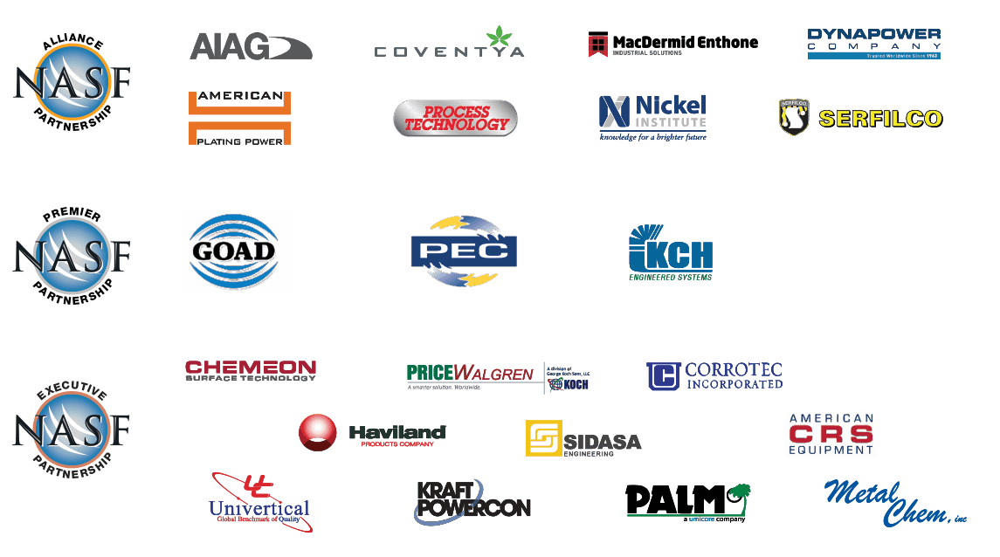 ALLIANCE
NASF
PARTNERSHIP
AIAG
COVENTYA
MacDermid Enthone
INDUSTRIAL SOLUTIONS
DYNAPOWER
COMPANY
Trusted Worldwide Since 1963
AMERICAN
PLATING POWER
PROCESS
TECHNOLOGY
Nickel
INSTITUTE
knowledge for a brighter future
SERFILCO
SERFILCO
PREMIER
NASF
PARTNERSHIP
GOAD
PEC
KCH
ENGINEERED SYSTEMS
EXECUTIVE
NASF
PARTNERSHIP
CHEMEON
SURFACE TECHNOLOGY
PRICEWALGREN
A smarter solution. Worldwide.
A division of
George Koch Sons, LLC
KOCH
CORROTEC
INCORPORATED
Haviland
PRODUCTS COMPANY
SIDASA
ENGINEERING
AMERICAN
CRS
EQUIPMENT
UC
Univertical
Global Benchmark of Quality
KRAFT
POWERCON
PALM
a umicore company
Metal
Chem, inc